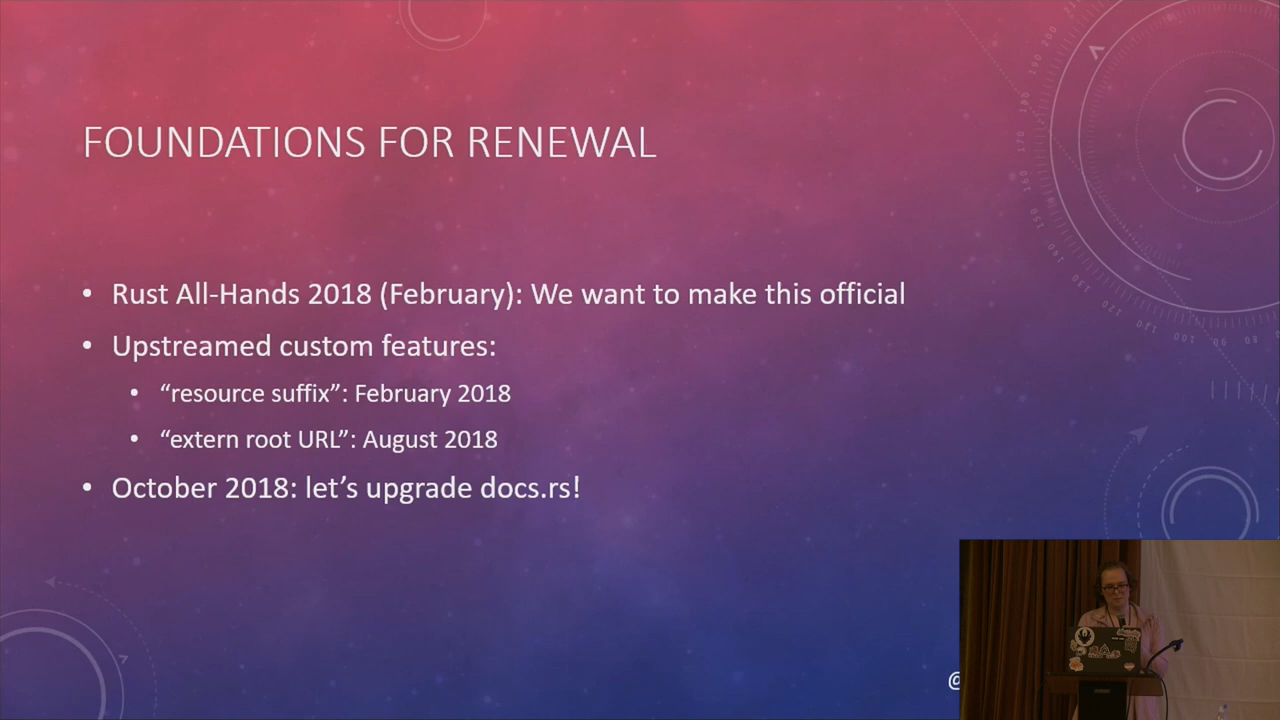 FOUNDATIONS FOR RENEWAL
• Rust All-Hands 2018 (February): We want to make this official
• Upstreamed custom features:
• “resource suffix”: February 2018
• “extern root URL”: August 2018
• October 2018: let’s upgrade docs.rs!
@